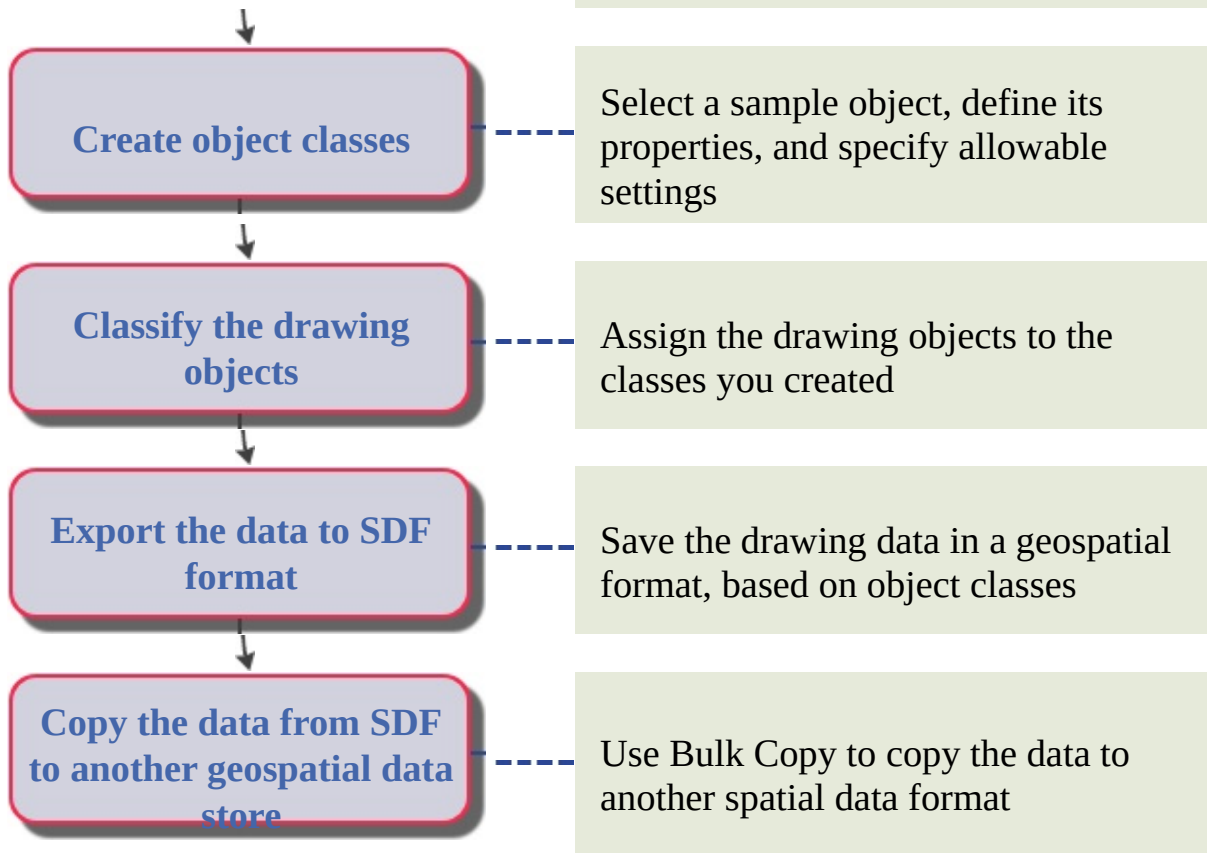 Create object classes
Select a sample object, define its
properties, and specify allowable
settings
Classify the drawing
objects
Assign the drawing objects to the
classes you created
Export the data to SDF
format
Save the drawing data in a geospatial
format, based on object classes
Copy the data from SDF
to another geospatial data
store
Use Bulk Copy to copy the data to
another spatial data format